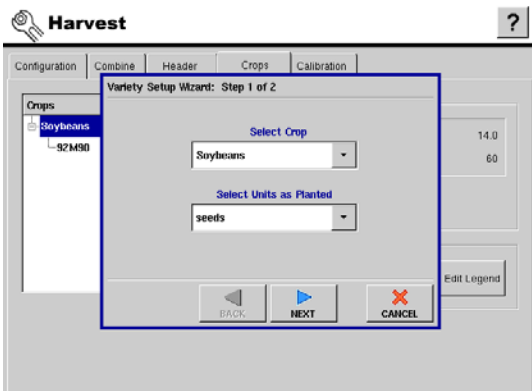 Harvest
?
Configuration Combine Header Crops Calibration
Variety Setup Wizard: Step 1 of 2
Crops
Soybeans
92M90
Select Crop
Soybeans
Select Units as Planted
seeds
14.0
60
Edit Legend
BACK NEXT CANCEL